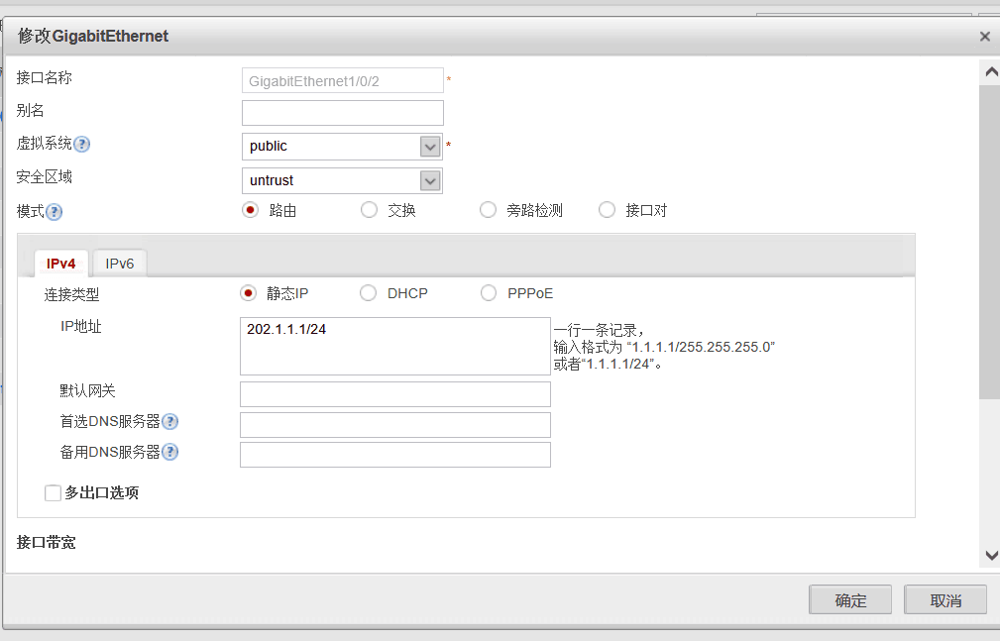 修改GigabitEthernet
接口名称 GigabitEthernet1/0/2 *
别名
虚拟系统 ? public *
安全区域 untrust
模式 ? 路由 交换 旁路检测 接口对
IPv4 IPv6
连接类型 静态IP DHCP PPPoE
IP地址 202.1.1.1/24
一行一条记录，
输入格式为 “1.1.1.1/255.255.255.0”
或者“1.1.1.1/24”。
默认网关
首选DNS服务器 ?
备用DNS服务器 ?
多出口选项
接口带宽
确定 取消